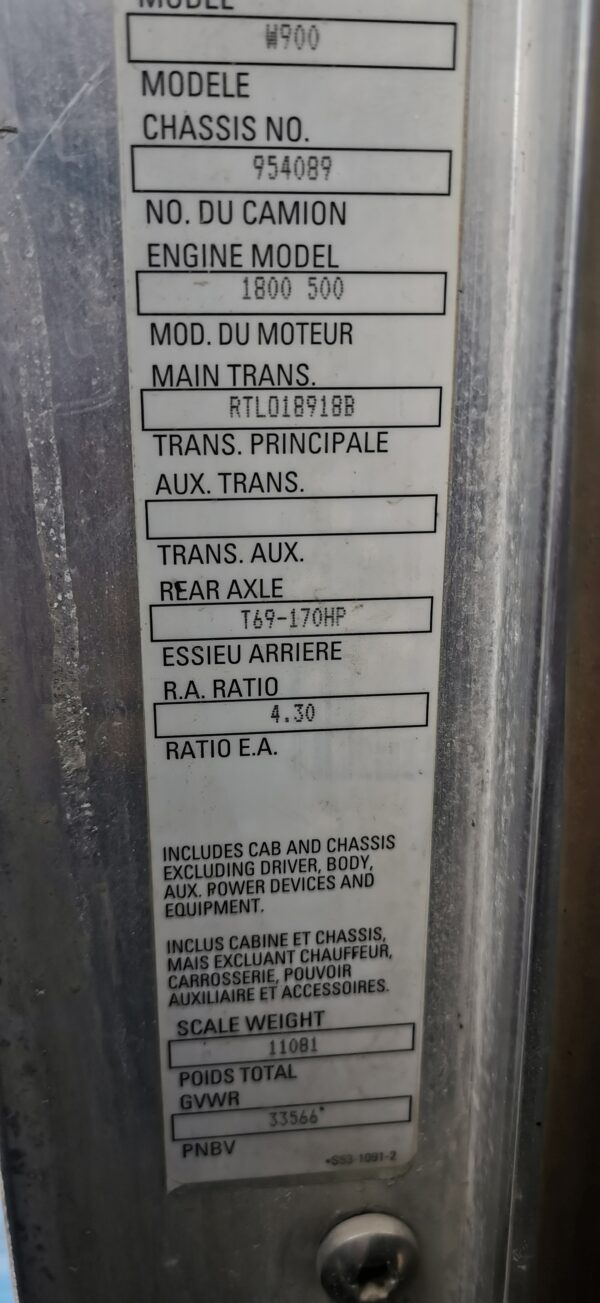 MODEL
W900
MODELE
CHASSIS NO.
954089
NO. DU CAMION
ENGINE MODEL
1800 500
MOD. DU MOTEUR
MAIN TRANS.
RTLO18918B
TRANS. PRINCIPALE
AUX. TRANS.
TRANS. AUX.
REAR AXLE
T69-170HP
ESSIEU ARRIERE
R.A. RATIO
4.30
RATIO E.A.
INCLUDES CAB AND CHASSIS
EXCLUDING DRIVER, BODY,
AUX. POWER DEVICES AND
EQUIPMENT.
INCLUS CABINE ET CHASSIS,
MAIS EXCLUANT CHAUFFEUR,
CARROSSERIE, POUVOIR
AUXILIAIRE ET ACCESSOIRES.
SCALE WEIGHT
11081
POIDS TOTAL
GVWR
33566
PNBV